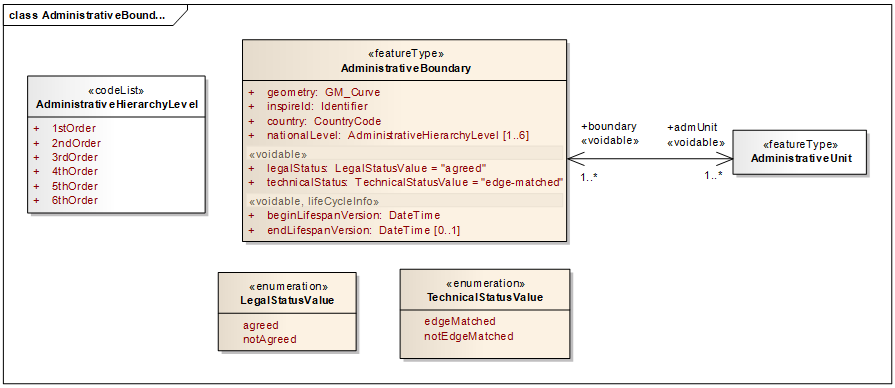 class AdministrativeBound...
«codeList»
AdministrativeHierarchyLevel
+ 1stOrder
+ 2ndOrder
+ 3rdOrder
+ 4thOrder
+ 5thOrder
+ 6thOrder
«featureType»
AdministrativeBoundary
+ geometry: GM_Curve
+ inspireId: Identifier
+ country: CountryCode
+ nationalLevel: AdministrativeHierarchyLevel [1..6]
«voidable»
+ legalStatus: LegalStatusValue = "agreed"
+ technicalStatus: TechnicalStatusValue = "edge-matched"
«voidable, lifeCycleInfo»
+ beginLifespanVersion: DateTime
+ endLifespanVersion: DateTime [0..1]
+boundary
«voidable»
1..*
+admUnit
«voidable»
1..*
«featureType»
AdministrativeUnit
«enumeration»
LegalStatusValue
agreed
notAgreed
«enumeration»
TechnicalStatusValue
edgeMatched
notEdgeMatched